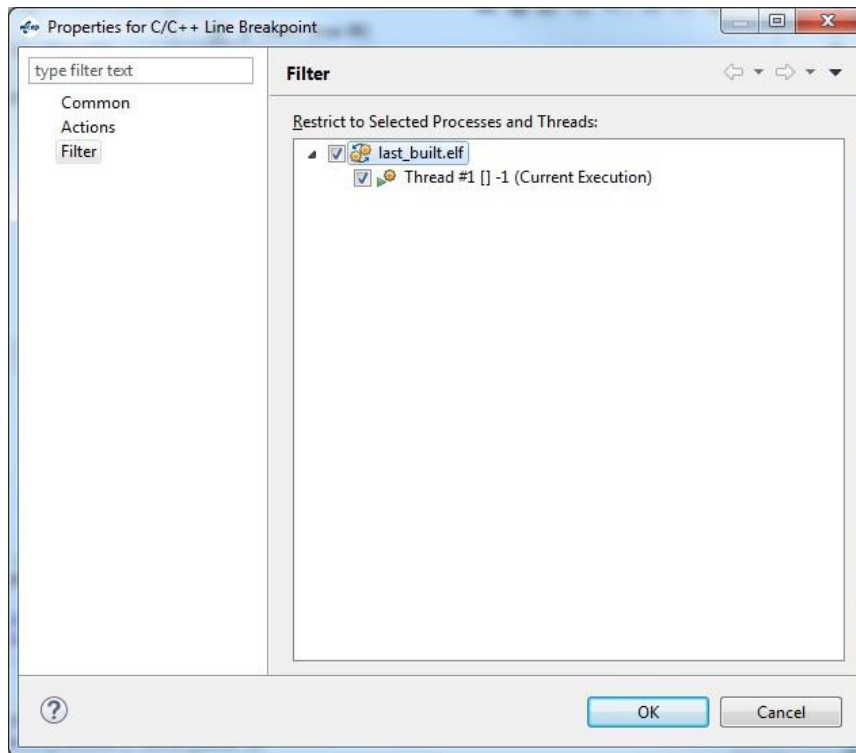 Properties for C/C++ Line Breakpoint
type filter text
Common
Actions
Filter
Filter
Restrict to Selected Processes and Threads:
last_built.elf
Thread #1 [] -1 (Current Execution)
?
OK
Cancel